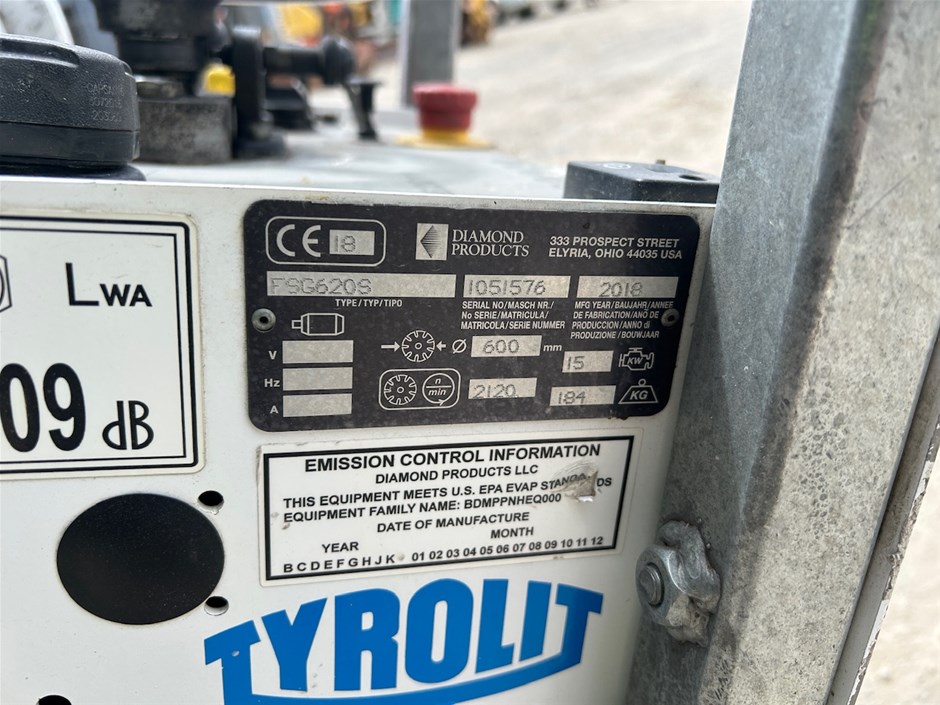 LWA
09 dB
CE 18
DIAMOND PRODUCTS
333 PROSPECT STREET
ELYRIA, OHIO 44035 USA
FSG620S
1051576
2018
TYPE/TYP/TIPO
SERIAL NO/MASCH NR./
No SERIE/MATRICULA/
MATRICOLA/SERIE NUMMER
MFG YEAR/BAUJAHR/ANNEE
DE FABRICATION/ANO DE
PRODUCCION/ANNO di
PRODUZIONE/BOUWJAAR
V
Hz
A
Ø 600 mm
15 KW
n min 2120
184 KG
EMISSION CONTROL INFORMATION
DIAMOND PRODUCTS LLC
THIS EQUIPMENT MEETS U.S. EPA EVAP
EQUIPMENT FAMILY NAME: BDMPPNHEQ000
DATE OF MANUFACTURE
YEAR MONTH
B C D E F G H J K 01 02 03 04 05 06 07 08 09 10 11 12
TYROLIT